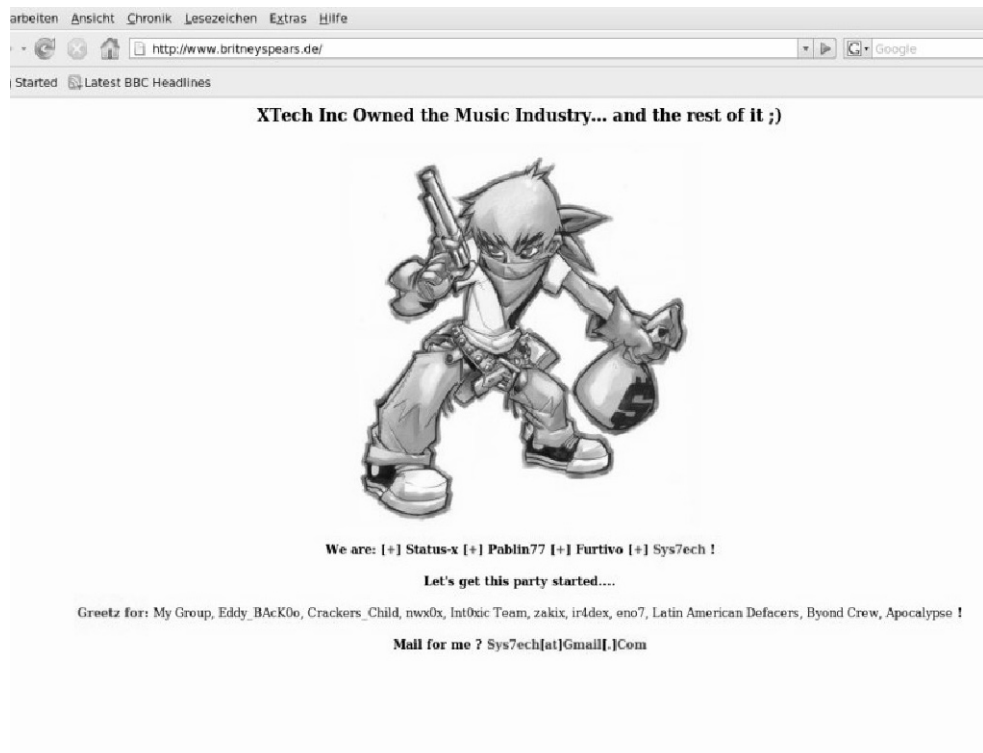 arbeiten Ansicht Chronik Lesezeichen Extras Hilfe
http://www.britneyspears.de/ G Google
Started Latest BBC Headlines
XTech Inc Owned the Music Industry... and the rest of it ;)
$
We are: [+] Status-x [+] Pablin77 [+] Furtivo [+] Sys7ech !
Let's get this party started....
Greetz for: My Group, Eddy_BAcK0o, Crackers_Child, nwx0x, Int0xic Team, zakix, ir4dex, eno7, Latin American Defacers, Byond Crew, Apocalypse !
Mail for me ? Sys7ech[at]Gmail[.]Com